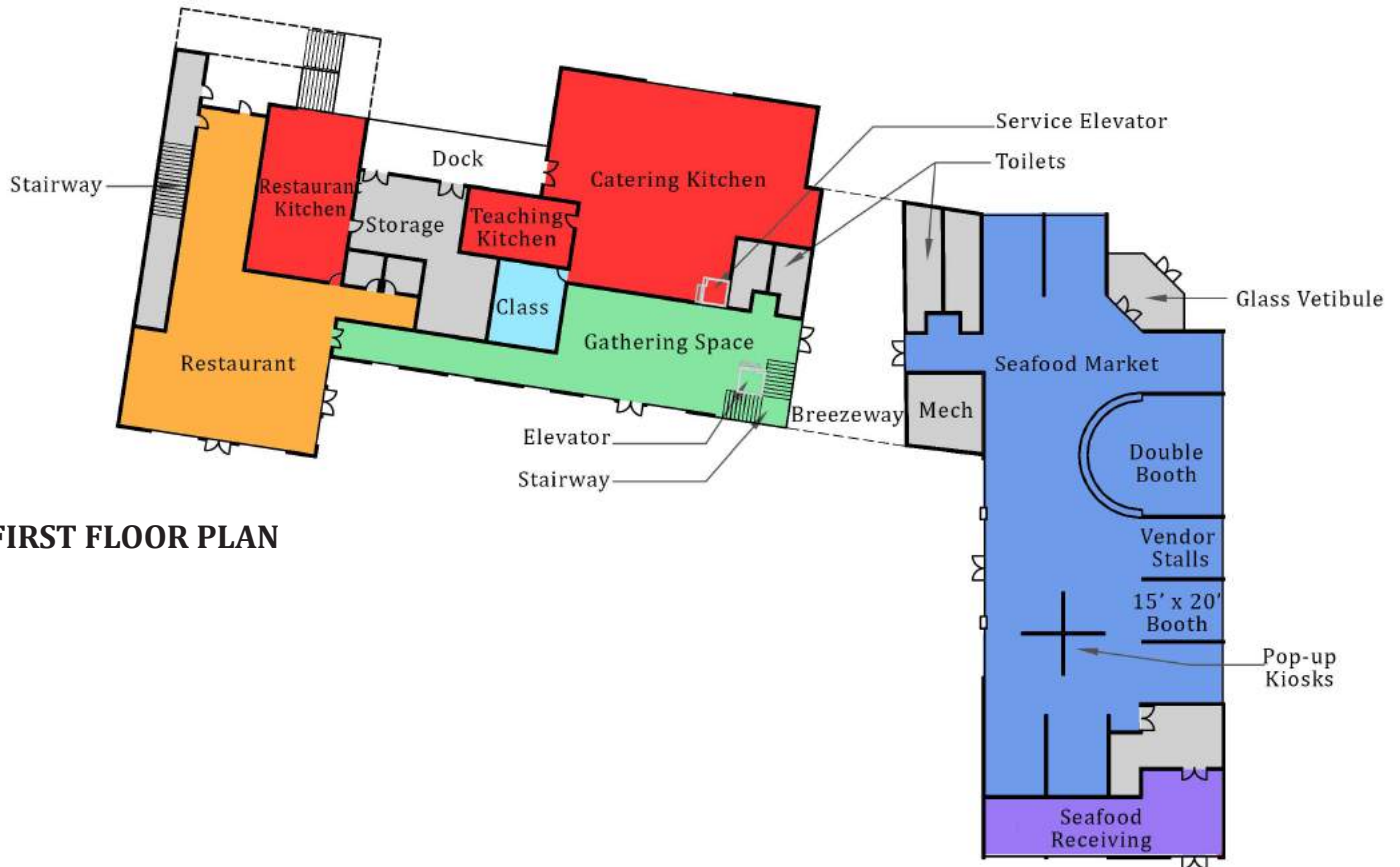 Service Elevator
Toilets
Dock
Catering Kitchen
Stairway
Restaurant
Kitchen
Storage
Teaching
Kitchen
Class
Glass Vetibule
Gathering Space
Restaurant
Seafood Market
Breezeway
Mech
Elevator
Stairway
Double
Booth
FIRST FLOOR PLAN
Vendor
Stalls
15’ x 20’
Booth
Pop-up
Kiosks
Seafood
Receiving